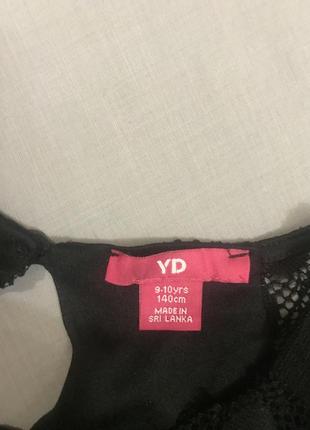 YD
9-10yrs
140cm
MADE IN
SRI LANKA